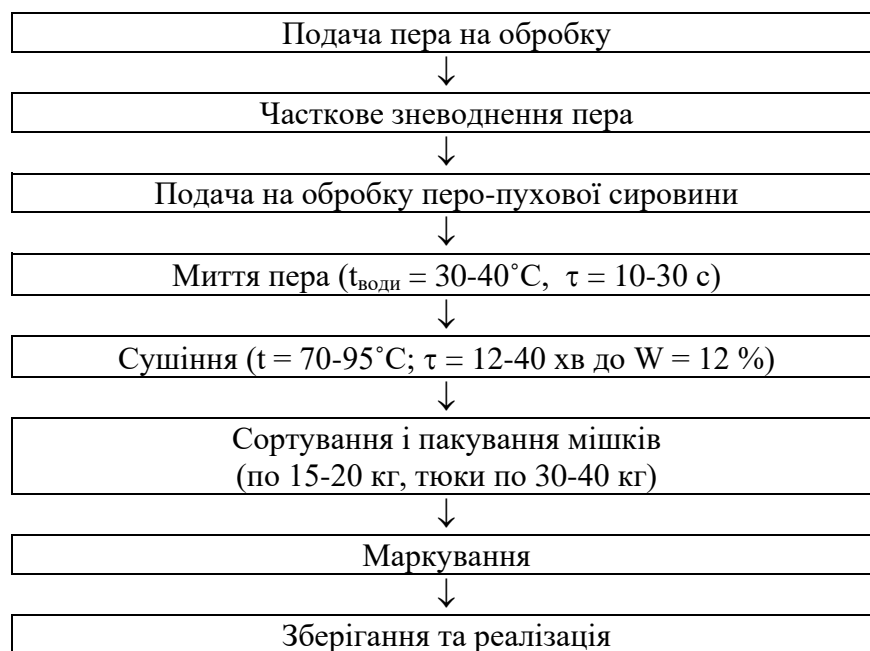 Подача пера на обробку
↓
Часткове зневоднення пера
↓
Подача на обробку перо-пухової сировини
↓
Миття пера (tводи = 30-40˚С, τ = 10-30 с)
↓
Сушіння (t = 70-95˚С; τ = 12-40 хв до W = 12 %)
↓
Сортування і пакування мішків
(по 15-20 кг, тюки по 30-40 кг)
↓
Маркування
↓
Зберігання та реалізація